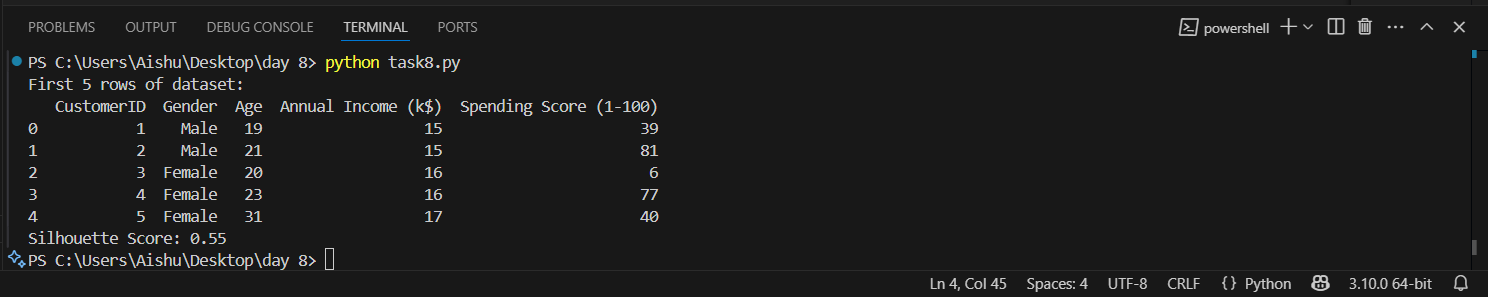 PROBLEMS OUTPUT DEBUG CONSOLE TERMINAL PORTS powershell
PS C:\Users\Aishu\Desktop\day 8> python task8.py
First 5 rows of dataset:
   CustomerID  Gender  Age  Annual Income (k$)  Spending Score (1-100)
0           1    Male   19                  15                      39
1           2    Male   21                  15                      81
2           3  Female   20                  16                       6
3           4  Female   23                  16                      77
4           5  Female   31                  17                      40
Silhouette Score: 0.55
PS C:\Users\Aishu\Desktop\day 8>
Ln 4, Col 45 Spaces: 4 UTF-8 CRLF {} Python 3.10.0 64-bit